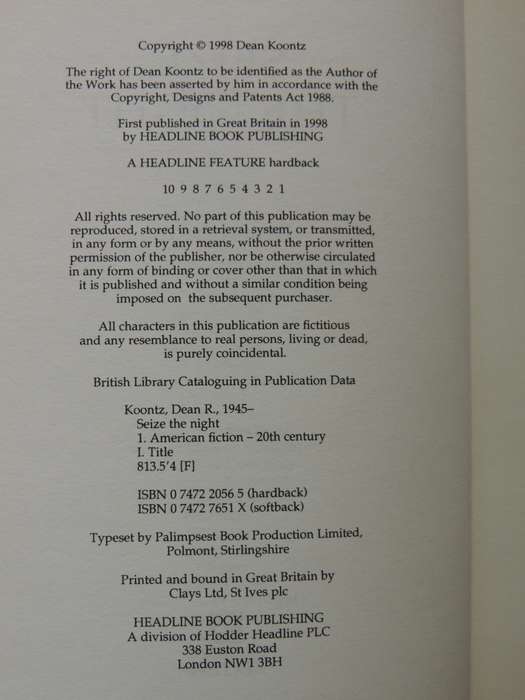 Copyright © 1998 Dean Koontz
The right of Dean Koontz to be identified as the Author of
the Work has been asserted by him in accordance with the
Copyright, Designs and Patents Act 1988.
First published in Great Britain in 1998
by HEADLINE BOOK PUBLISHING
A HEADLINE FEATURE hardback
10 9 8 7 6 5 4 3 2 1
All rights reserved. No part of this publication may be
reproduced, stored in a retrieval system, or transmitted,
in any form or by any means, without the prior written
permission of the publisher, nor be otherwise circulated
in any form of binding or cover other than that in which
it is published and without a similar condition being
imposed on the subsequent purchaser.
All characters in this publication are fictitious
and any resemblance to real persons, living or dead,
is purely coincidental.
British Library Cataloguing in Publication Data
Koontz, Dean R., 1945–
Seize the night
1. American fiction – 20th century
I. Title
813.5'4 [F]
ISBN 0 7472 2056 5 (hardback)
ISBN 0 7472 7651 X (softback)
Typeset by Palimpsest Book Production Limited,
Polmont, Stirlingshire
Printed and bound in Great Britain by
Clays Ltd, St Ives plc
HEADLINE BOOK PUBLISHING
A division of Hodder Headline PLC
338 Euston Road
London NW1 3BH